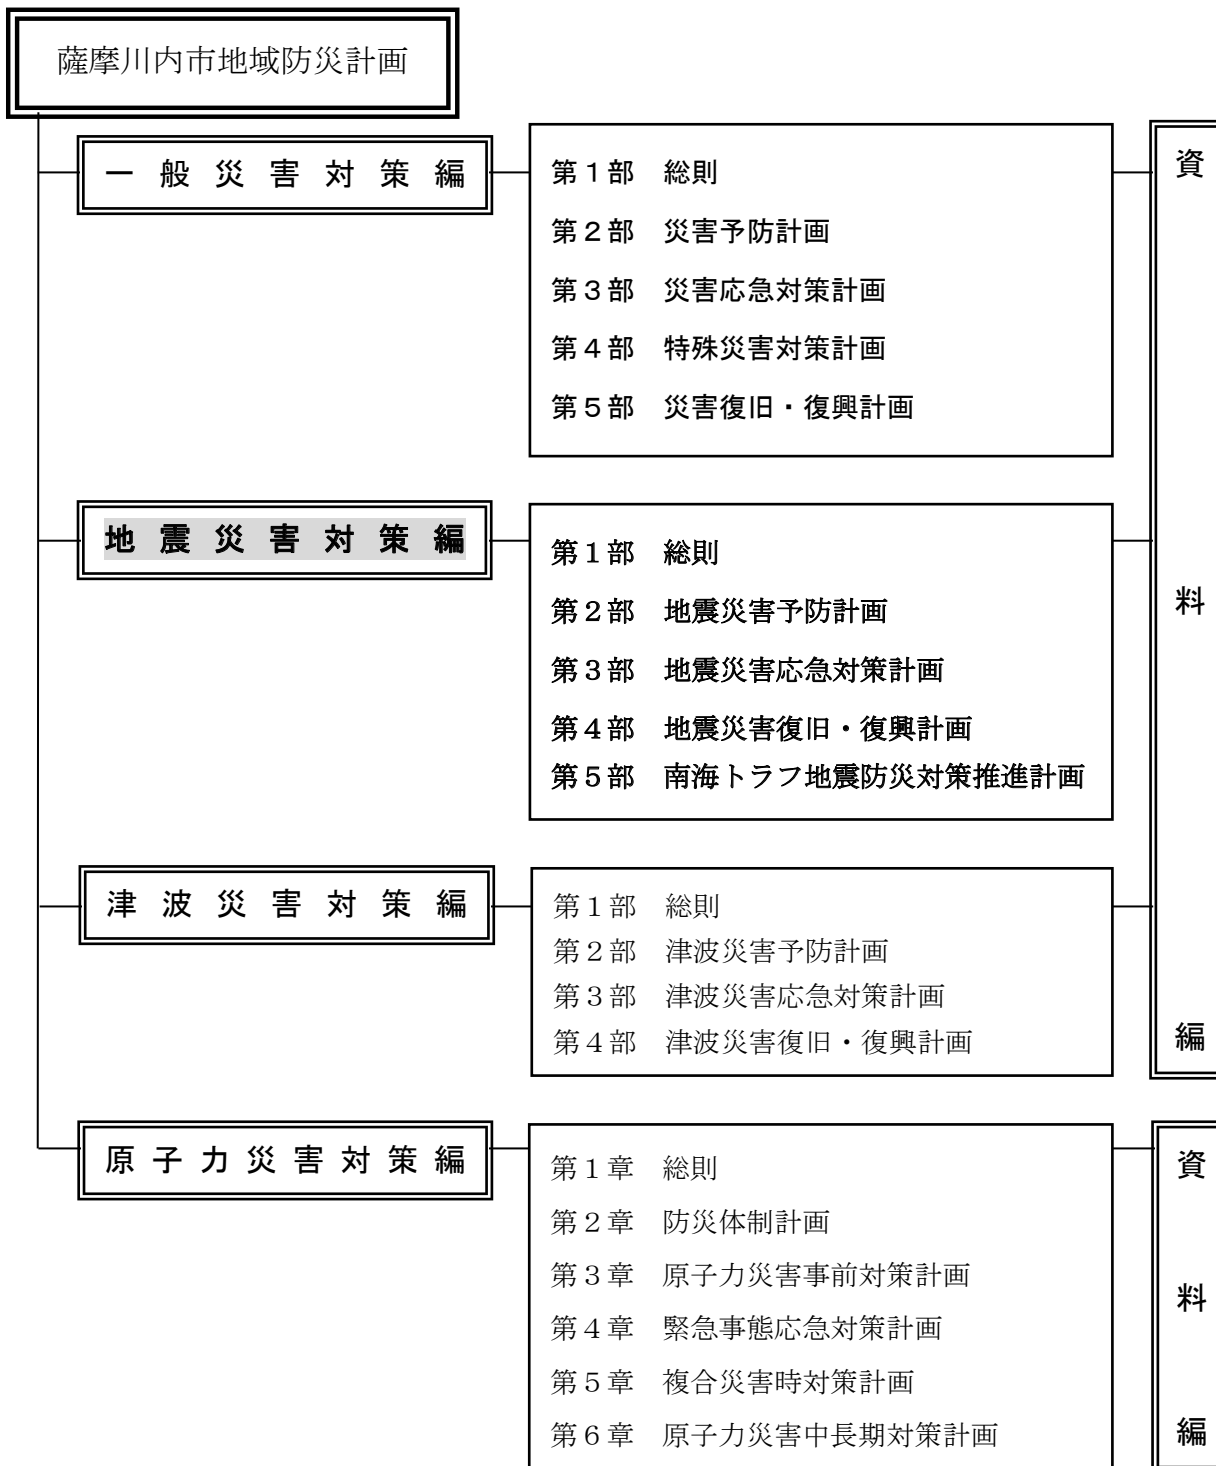 薩摩川内市地域防災計画
一般災害対策編
第１部 総則
第２部 災害予防計画
第３部 災害応急対策計画
第４部 特殊災害対策計画
第５部 災害復旧・復興計画
地震災害対策編
第１部 総則
第２部 地震災害予防計画
第３部 地震災害応急対策計画
第４部 地震災害復旧・復興計画
第５部 南海トラフ地震防災対策推進計画
津波災害対策編
第１部 総則
第２部 津波災害予防計画
第３部 津波災害応急対策計画
第４部 津波災害復旧・復興計画
資料編
原子力災害対策編
第１章 総則
第２章 防災体制計画
第３章 原子力災害事前対策計画
第４章 緊急事態応急対策計画
第５章 複合災害時対策計画
第６章 原子力災害中長期対策計画
資料編